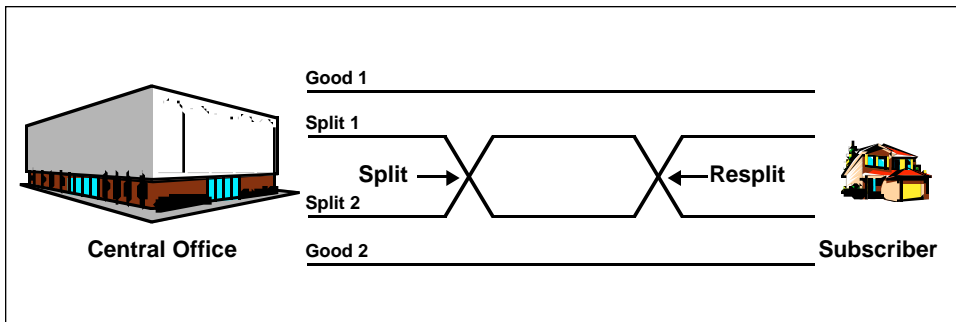 Good 1
Split 1
Split
Resplit
Split 2
Central Office
Good 2
Subscriber